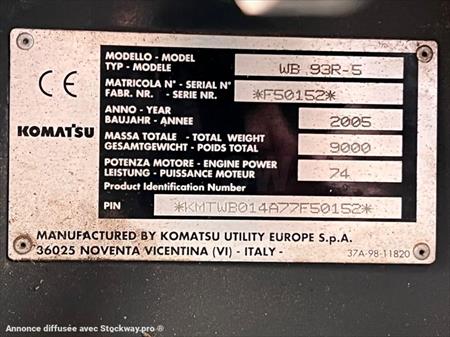 MODELLO - MODEL
TYP - MODELE WB 93R-5
MATRICOLA N° - SERIAL N°
FABR. NR. - SERIE NR. *F50152*
ANNO - YEAR
BAUJAHR - ANNEE 2005
MASSA TOTALE - TOTAL WEIGHT
GESAMTGEWICHT - POIDS TOTAL 9000
POTENZA MOTORE - ENGINE POWER
LEISTUNG - PUISSANCE MOTEUR 74
Product Identification Number
PIN *KMTWB014A77F50152*
CE
KOMATSU
MANUFACTURED BY KOMATSU UTILITY EUROPE S.p.A.
36025 NOVENTA VICENTINA (VI) - ITALY - 37A-98-11820
Annonce diffusée avec Stockway.pro ®